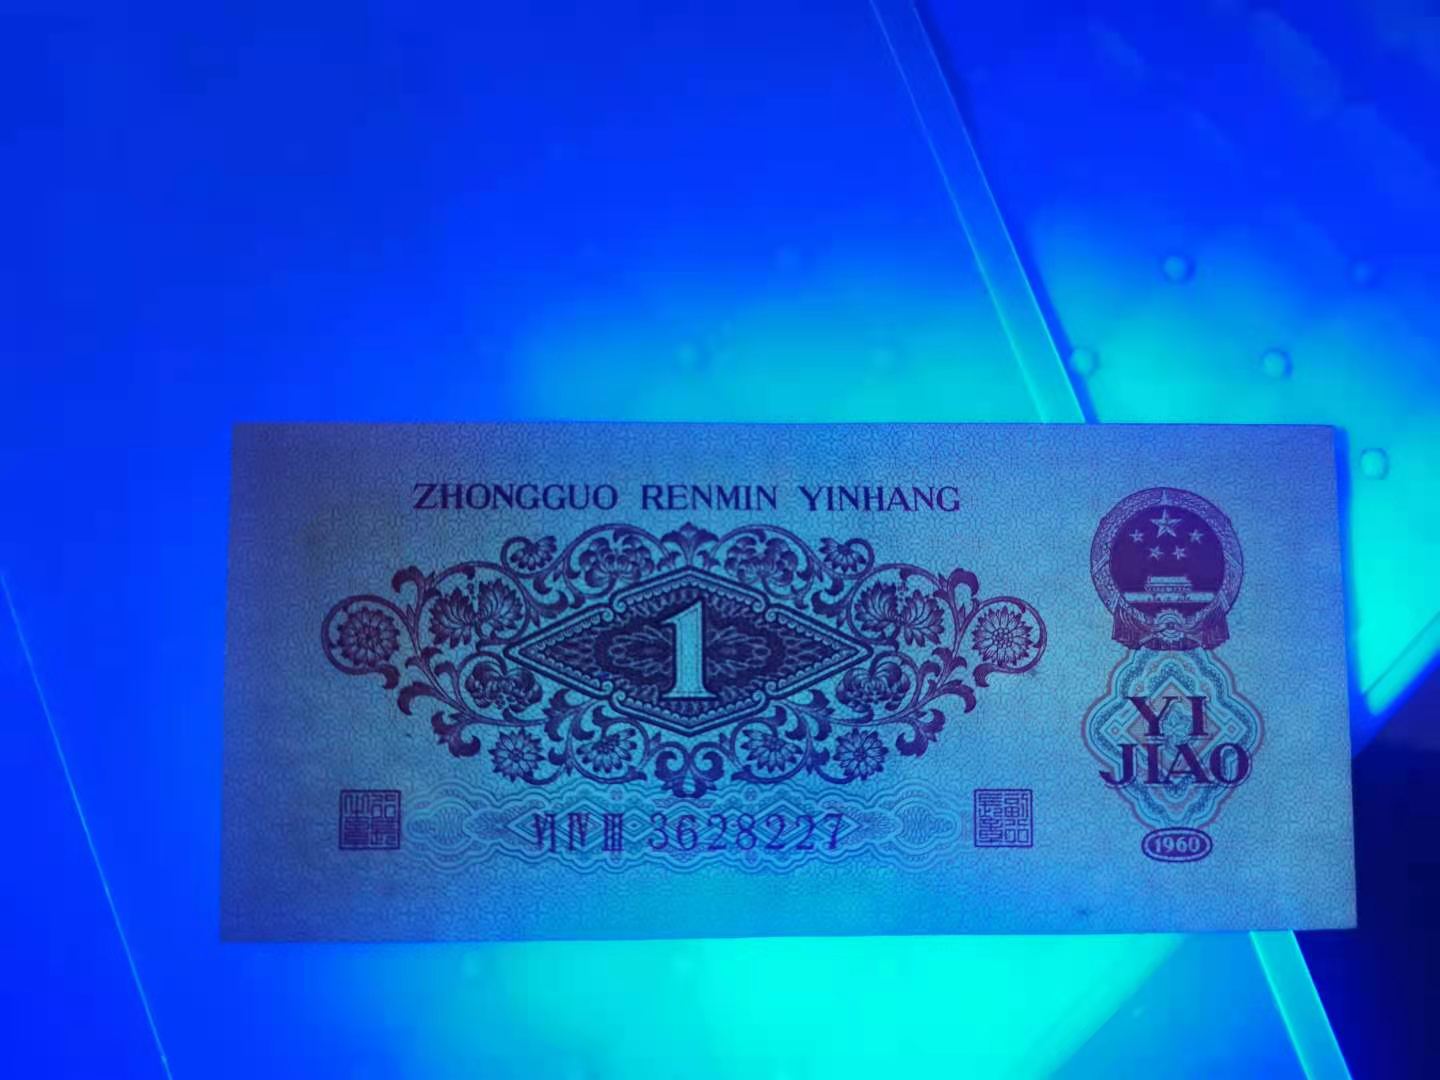 ZHONGGUO RENMIN YINHANG
1
YI
JIAO
VI IV III 3628227
1960